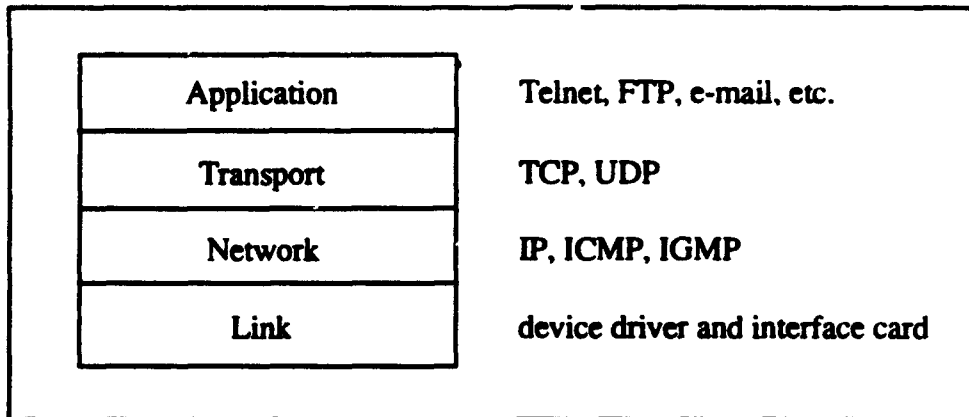 Application Telnet, FTP, e-mail, etc.
Transport TCP, UDP
Network IP, ICMP, IGMP
Link device driver and interface card